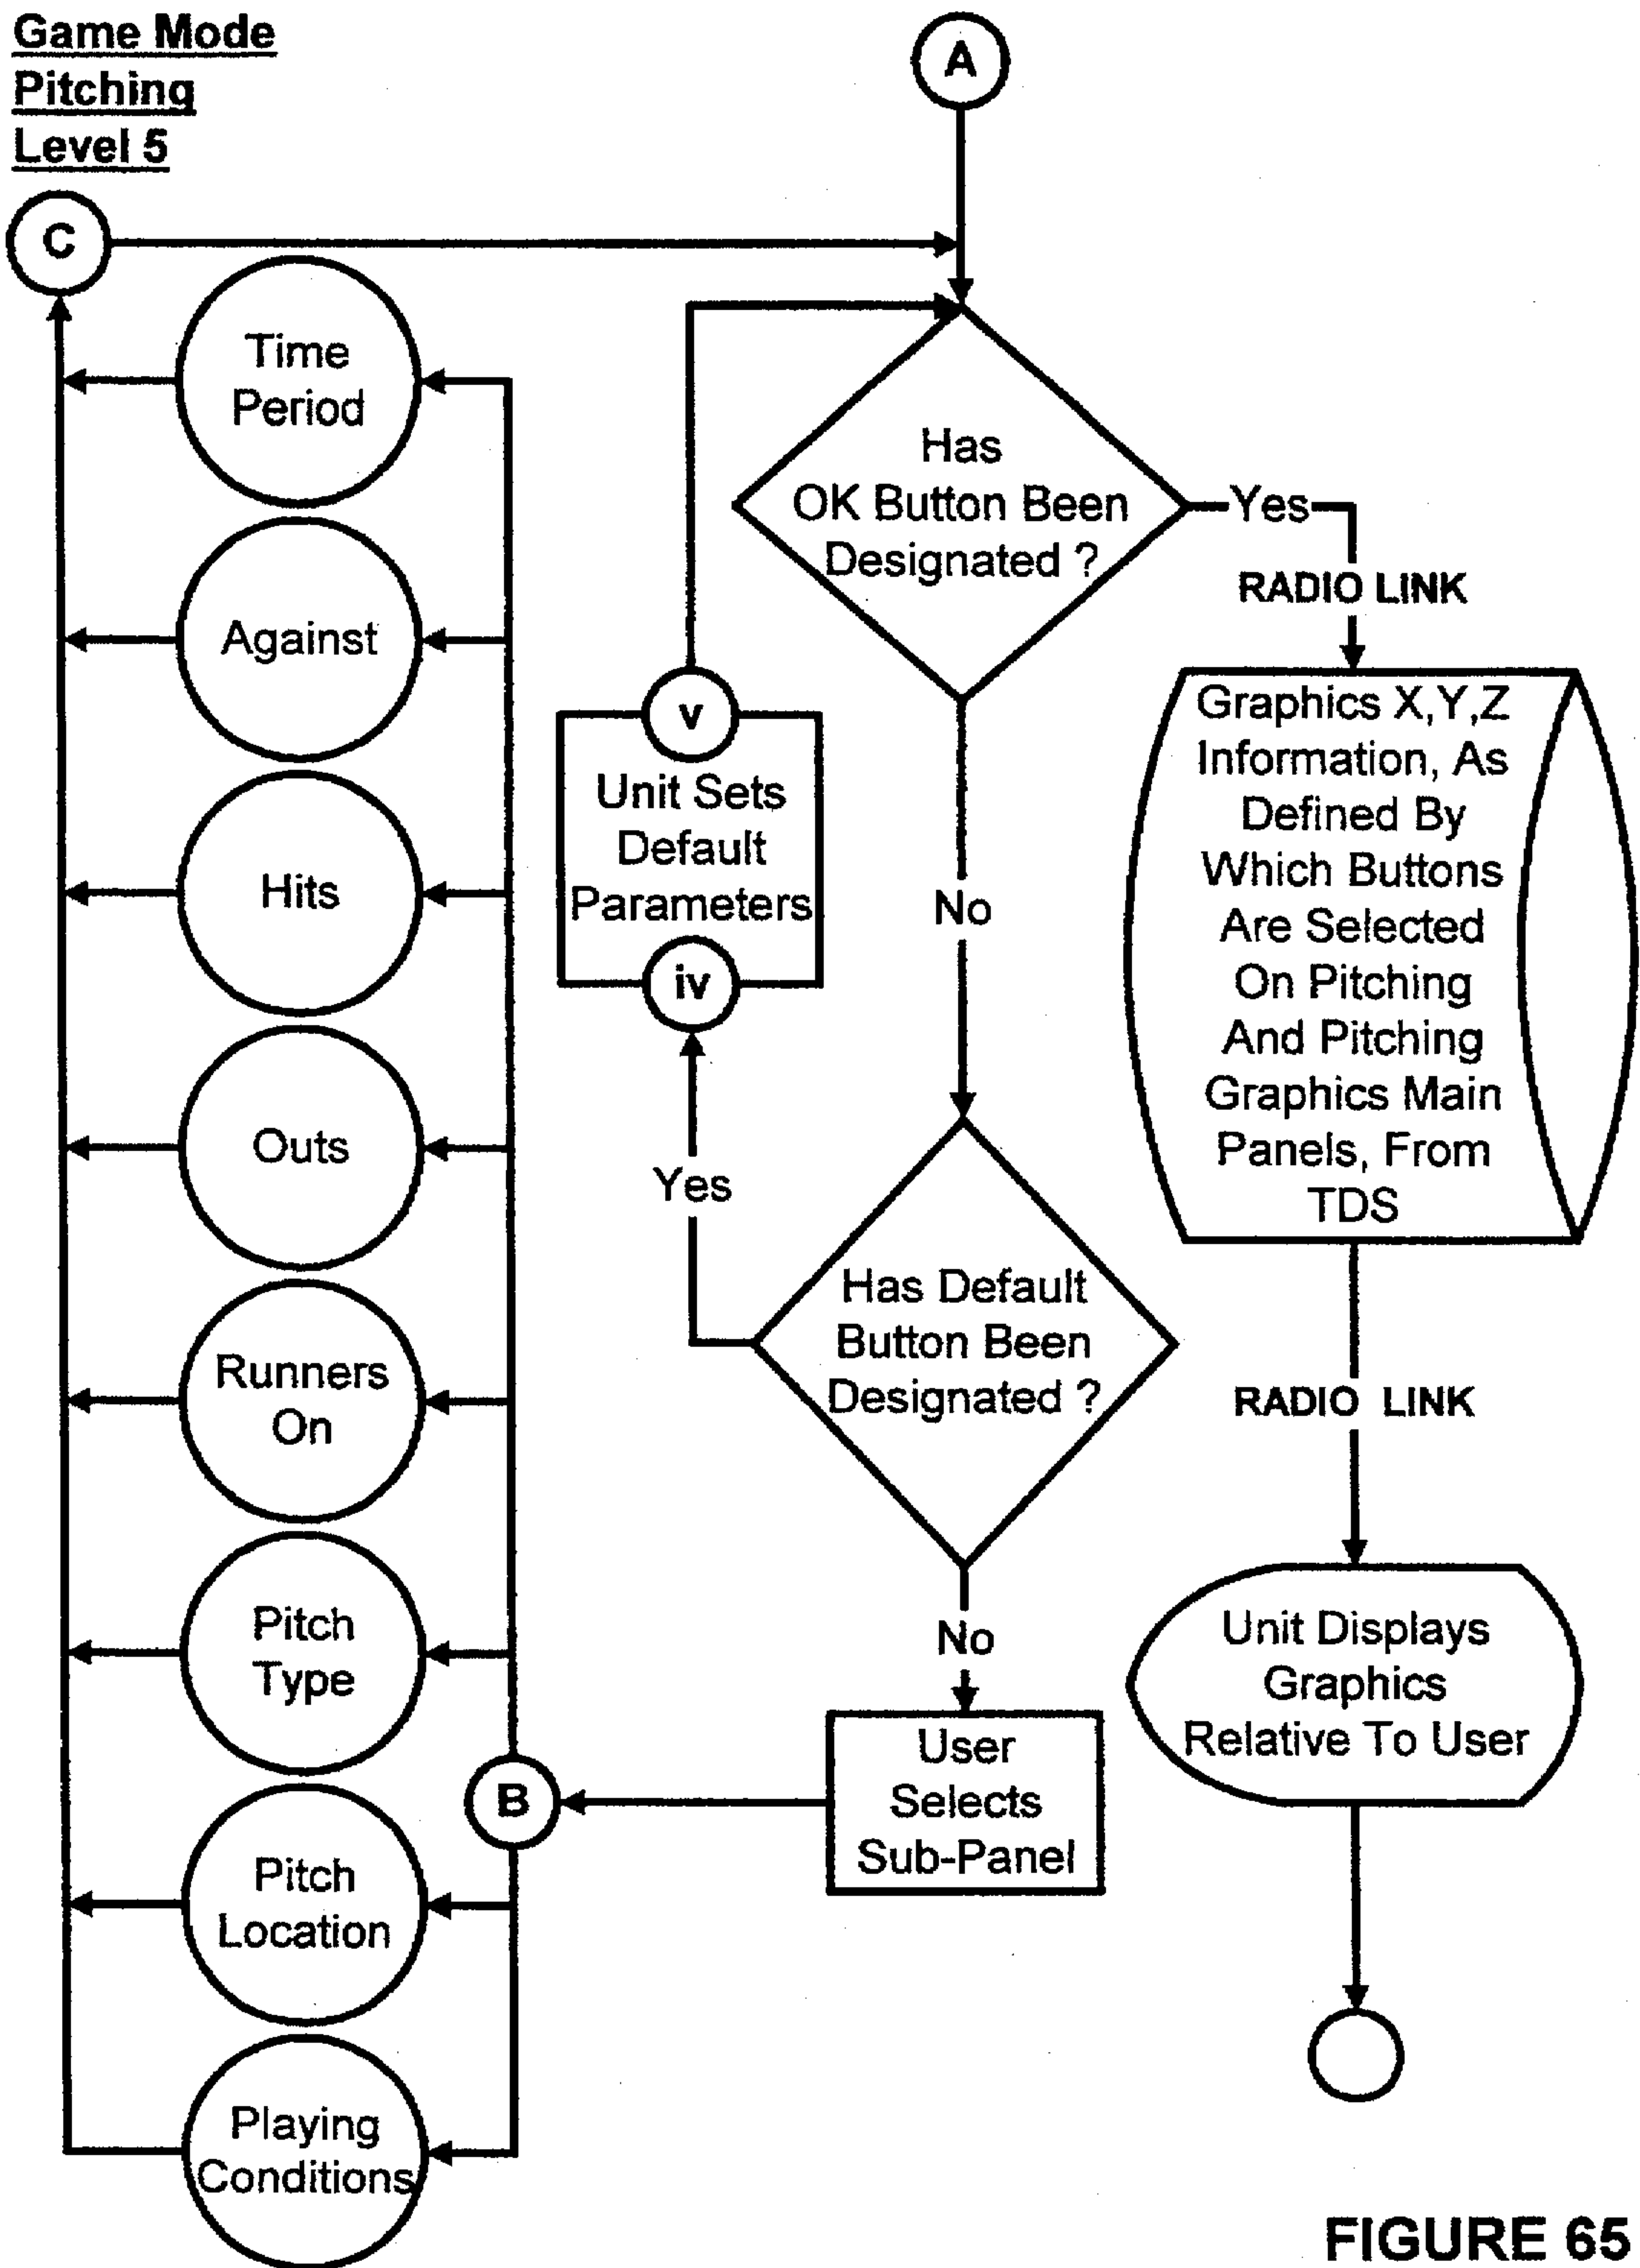 Game Mode
Pitching
Level 5
A
C
Time
Period
Against
Hits
Outs
Runners
On
Pitch
Type
Pitch
Location
Playing
Conditions
B
Has
OK Button Been
Designated ?
Yes
RADIO LINK
Graphics X,Y,Z
Information, As
Defined By
Which Buttons
Are Selected
On Pitching
And Pitching
Graphics Main
Panels, From
TDS
RADIO LINK
Unit Displays
Graphics
Relative To User
No
v
Unit Sets
Default
Parameters
iv
Yes
Has Default
Button Been
Designated ?
No
User
Selects
Sub-Panel
FIGURE 65